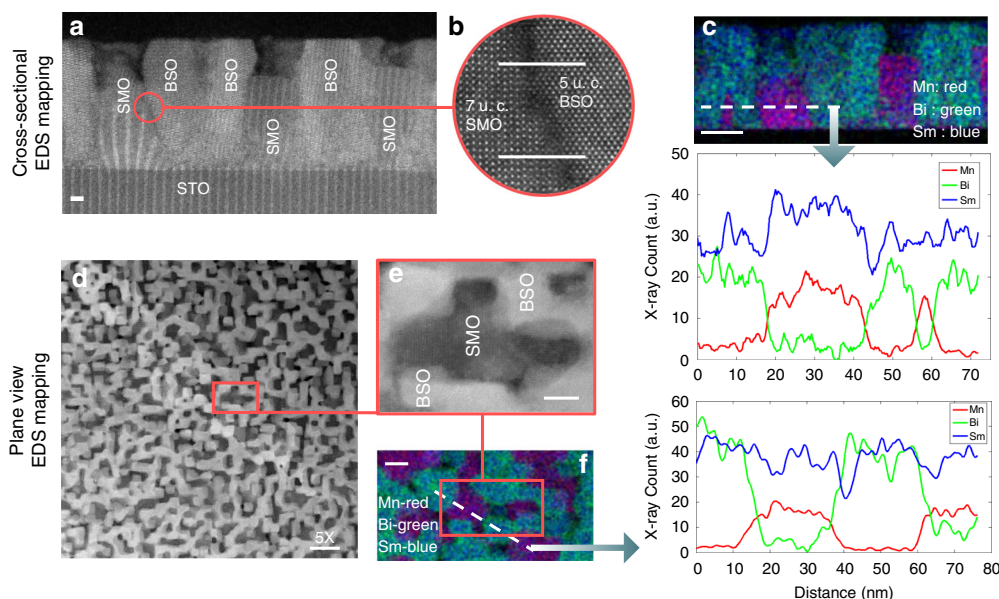 Cross-sectional
EDS mapping
a
SMO
BSO
BSO
BSO
SMO
SMO
STO
b
7 u. c.
SMO
5 u. c.
BSO
c
Mn: red
Bi : green
Sm : blue
50
40
30
20
10
0
0 10 20 30 40 50 60 70
X-ray Count (a.u.)
Mn
Bi
Sm
Plane view
EDS mapping
d
5X
e
BSO
SMO
BSO
f
Mn-red
Bi-green
Sm-blue
60
50
40
30
20
10
0
0 10 20 30 40 50 60 70 80
X-ray Count (a.u.)
Distance (nm)
Mn
Bi
Sm